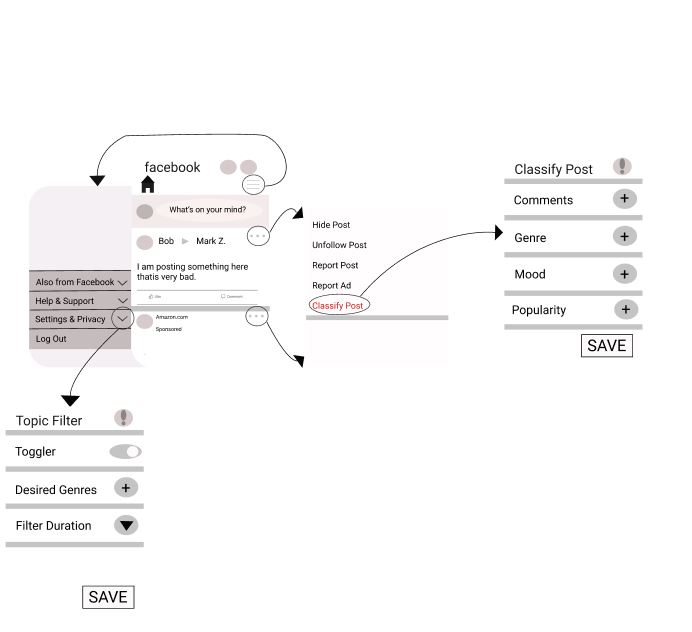 facebook
What's on your mind?
Bob Mark Z.
I am posting something here
thatis very bad.
Like Comment
Amazon.com
Sponsored
Also from Facebook
Help & Support
Settings & Privacy
Log Out
Hide Post
Unfollow Post
Report Post
Report Ad
Classify Post
Classify Post
Comments
Genre
Mood
Popularity
SAVE
Topic Filter
Toggler
Desired Genres
Filter Duration
SAVE